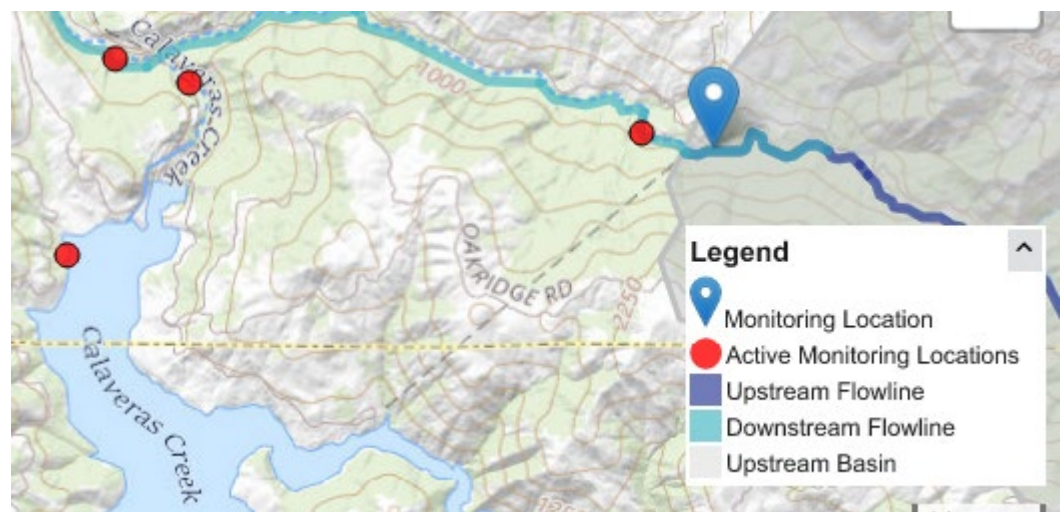 Calaveras Creek
1000
2500
OAKRIDGE RD
2250
Calaveras Creek
Legend
Monitoring Location
Active Monitoring Locations
Upstream Flowline
Downstream Flowline
Upstream Basin